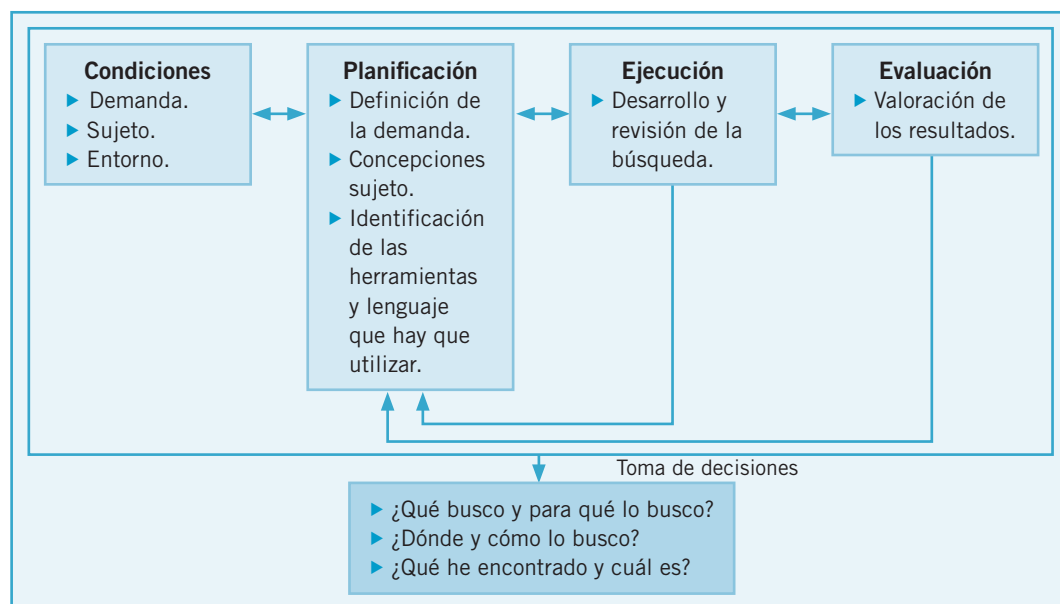 Condiciones
▶ Demanda.
▶ Sujeto.
▶ Entorno.
Planificación
▶ Definición de
la demanda.
▶ Concepciones
sujeto.
▶ Identificación
de las
herramientas
y lenguaje
que hay que
utilizar.
Ejecución
▶ Desarrollo y
revisión de la
búsqueda.
Evaluación
▶ Valoración de
los resultados.
Toma de decisiones
▶ ¿Qué busco y para qué lo busco?
▶ ¿Dónde y cómo lo busco?
▶ ¿Qué he encontrado y cuál es?